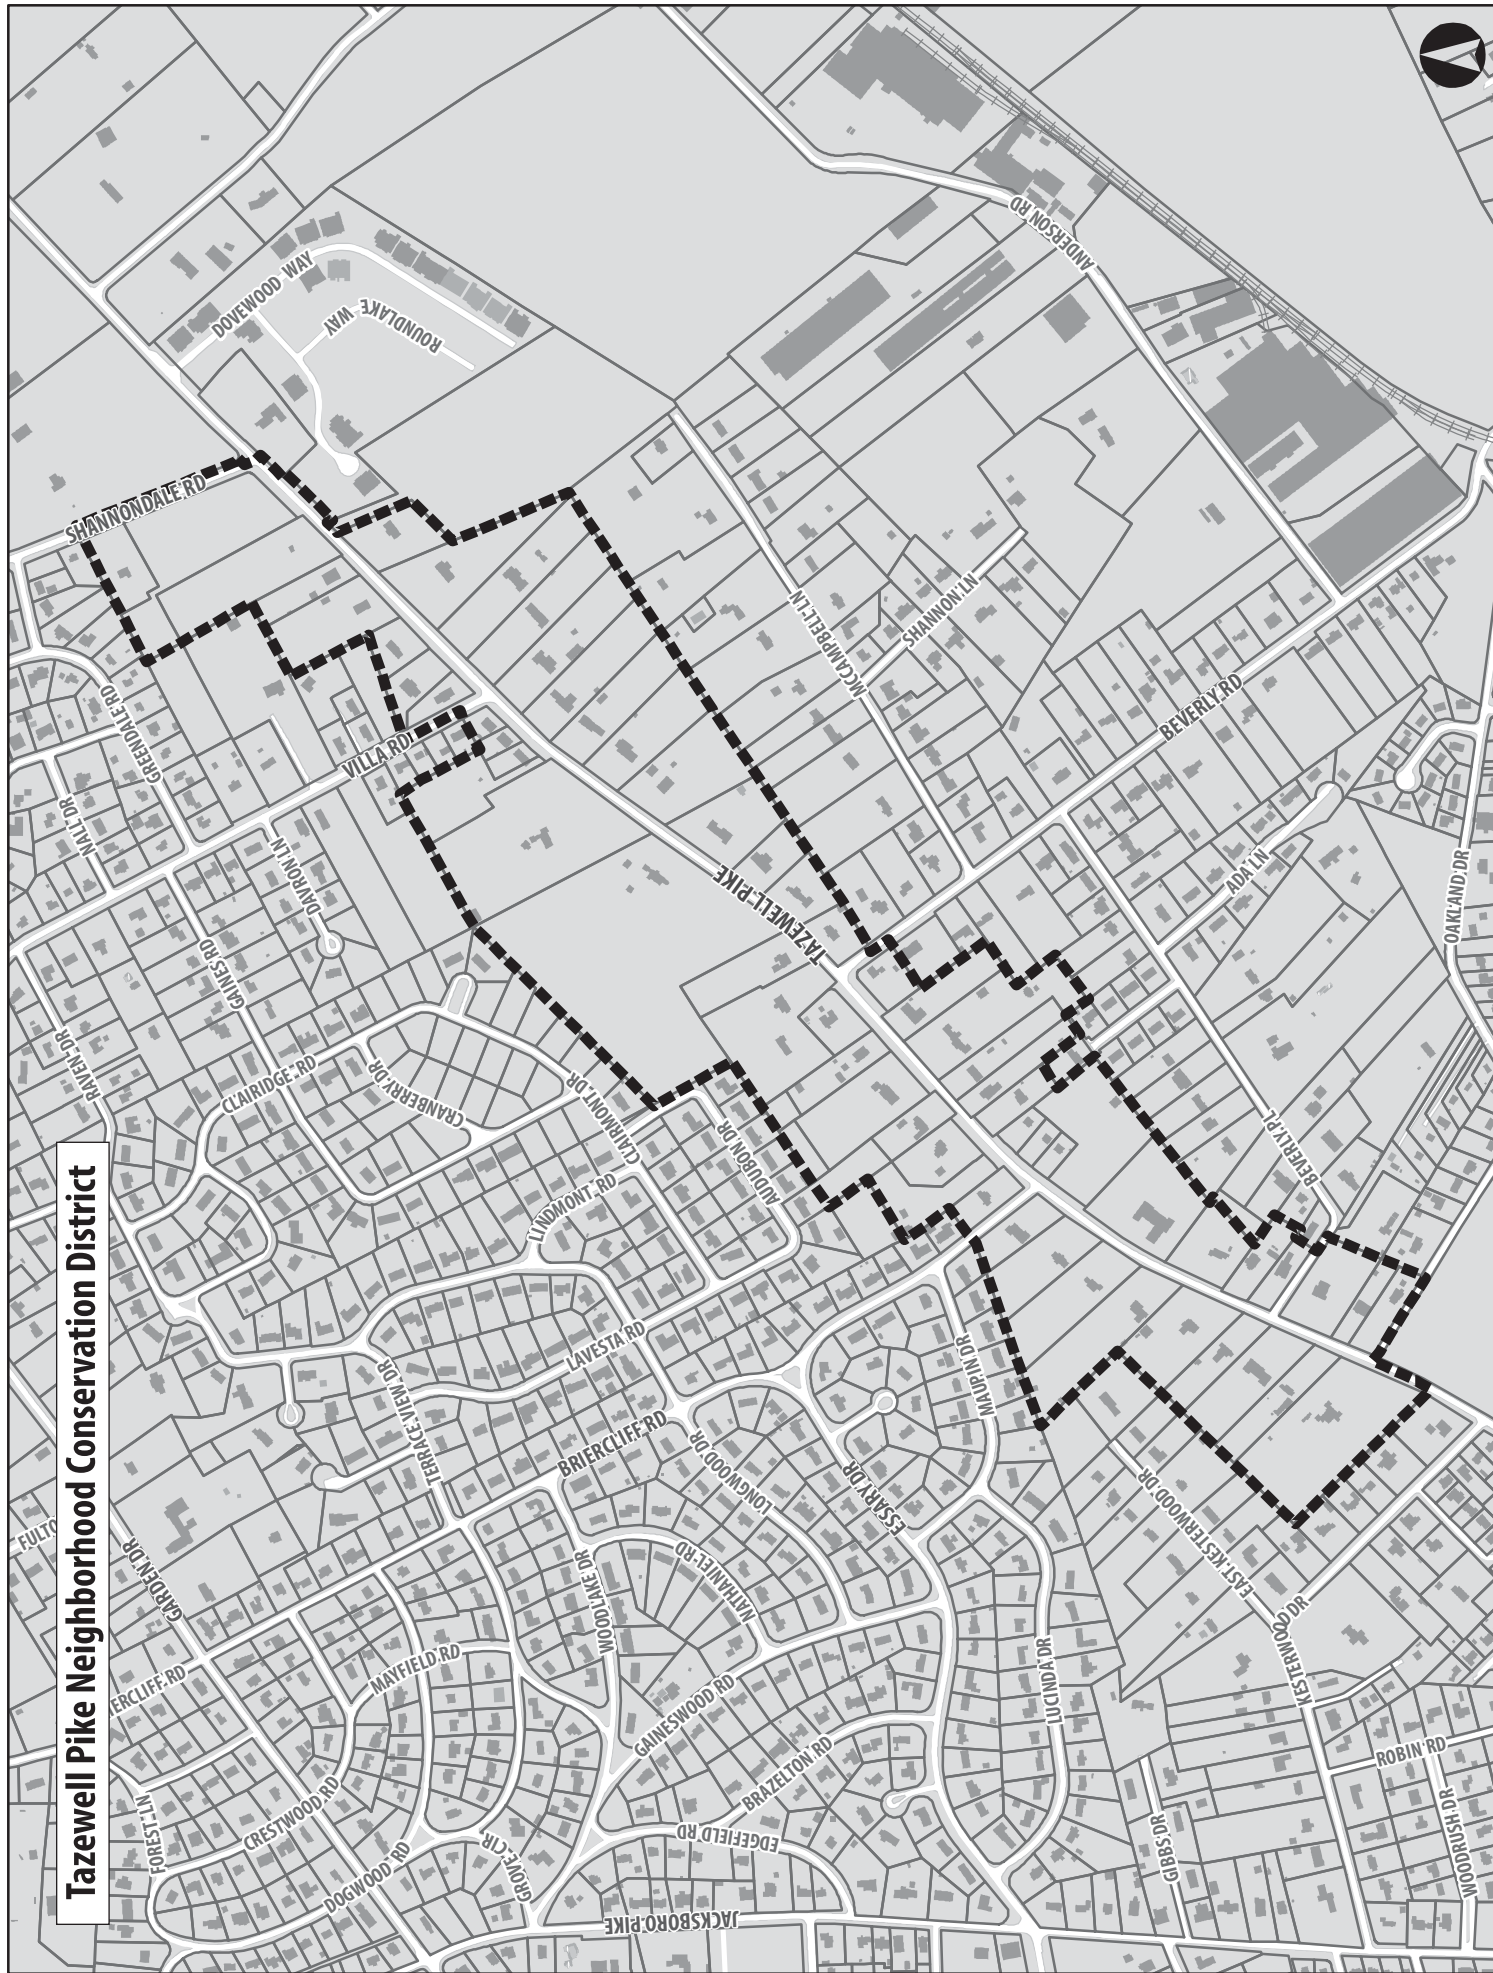 Tazewell Pike Neighborhood Conservation District
SHANNONDALE RD
DOVEWOOD WAY
ROUNDLAKE WAY
ANDERSON RD
GREENDALE RD
NALL DR
VILLA RD
DAVRON LN
GAINES RD
RAVEN DR
CLAIRIDGE RD
CRANBERRY DR
CLAIRMONT DR
LINDMONT RD
AUDUBON DR
TAZEWELL PIKE
MCCAMPBELL LN
SHANNON LN
BEVERLY RD
ADA LN
OAKLAND DR
BEVERLY PL
LAVESTA RD
TERRACE VIEW DR
BRIERCLIFF RD
LONGWOOD DR
ESSARY DR
MAUPIN DR
EAST KESTERWOOD DR
KESTERWOOD DR
FULTO
GARDEN DR
WOODLAKE DR
NATHANIEL RD
ERCLIFF RD
MAYFIELD RD
GAINESWOOD RD
LUCINDA DR
BRAZELTON RD
EDGEFIELD RD
FOREST LN
CRESTWOOD RD
DOGWOOD RD
GROVE CIR
JACKSBORO PIKE
GIBBS DR
ROBIN RD
WOODRUSH DR